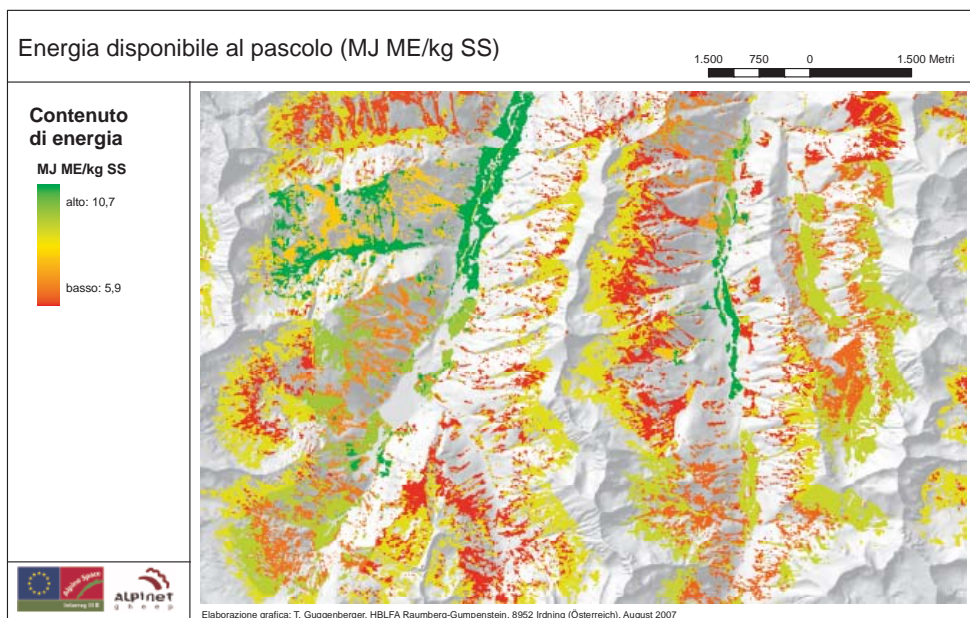 Energia disponibile al pascolo (MJ ME/kg SS)
1.500 750 0 1.500 Metri
Contenuto
di energia
MJ ME/kg SS
alto: 10,7
basso: 5,9
Alpine Space
Interreg III B
ALPINET
gheep
Elaborazione grafica: T. Guggenberger, HBLFA Raumberg-Gumpenstein, 8952 Irdning (Österreich), August 2007